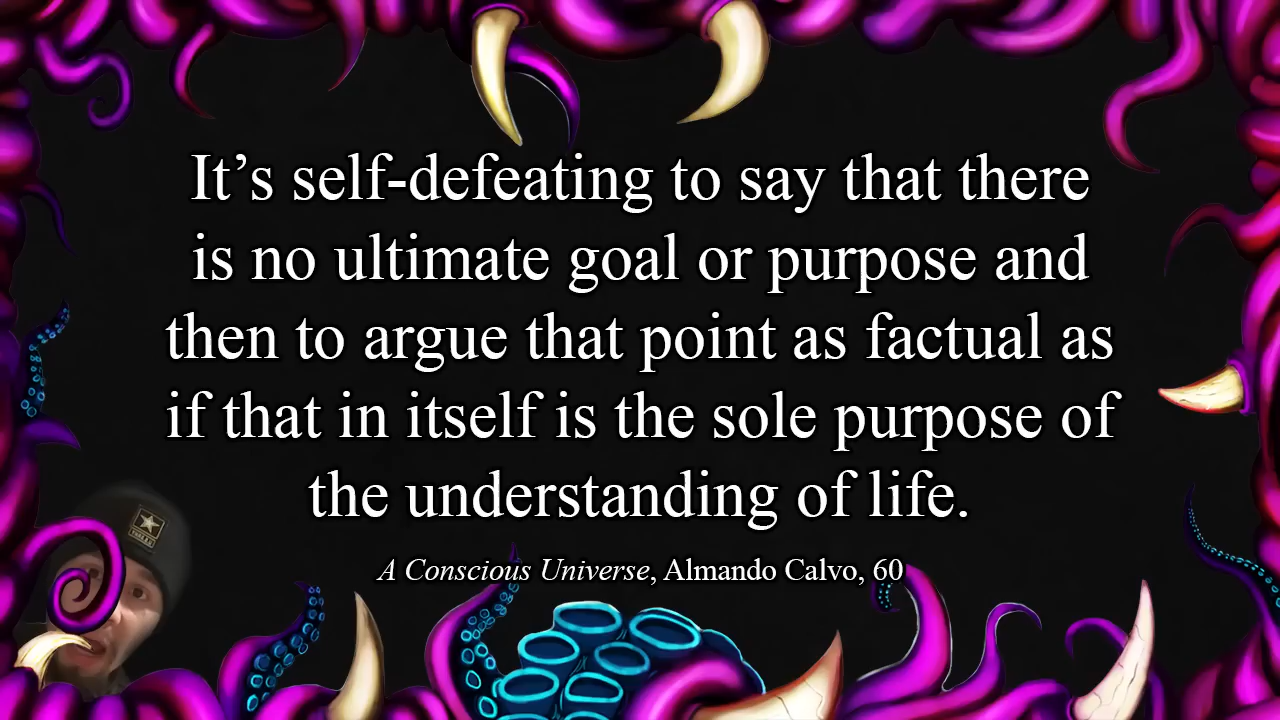 It’s self-defeating to say that there
is no ultimate goal or purpose and
then to argue that point as factual as
if that in itself is the sole purpose of
the understanding of life.
A Conscious Universe, Almando Calvo, 60